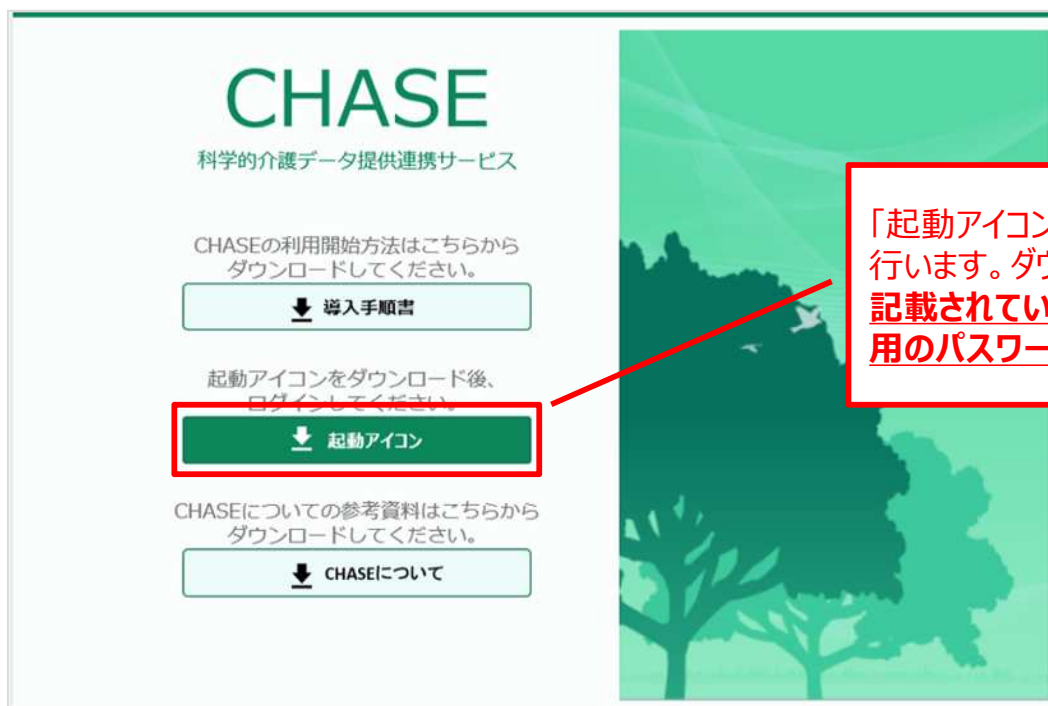 CHASE
科学的介護データ提供連携サービス
CHASEの利用開始方法はこちらから
ダウンロードしてください。
導入手順書
起動アイコンをダウンロード後、
ログインしてください。
起動アイコン
CHASEについての参考資料はこちらから
ダウンロードしてください。
CHASEについて
「起動アイコン
行います。ダウ
記載されてい
用のパスワー